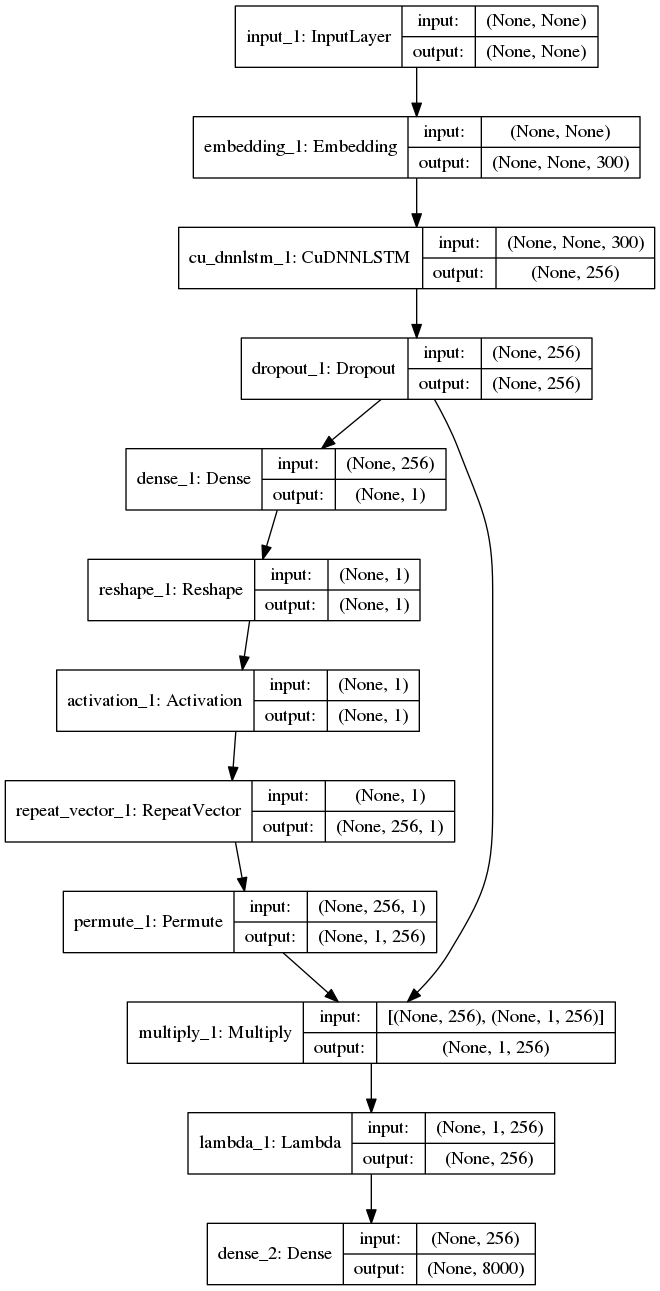 input_1: InputLayer
input: (None, None)
output: (None, None)
embedding_1: Embedding
input: (None, None)
output: (None, None, 300)
cu_dnnlstm_1: CuDNNLSTM
input: (None, None, 300)
output: (None, 256)
dropout_1: Dropout
input: (None, 256)
output: (None, 256)
dense_1: Dense
input: (None, 256)
output: (None, 1)
reshape_1: Reshape
input: (None, 1)
output: (None, 1)
activation_1: Activation
input: (None, 1)
output: (None, 1)
repeat_vector_1: RepeatVector
input: (None, 1)
output: (None, 256, 1)
permute_1: Permute
input: (None, 256, 1)
output: (None, 1, 256)
multiply_1: Multiply
input: [(None, 256), (None, 1, 256)]
output: (None, 1, 256)
lambda_1: Lambda
input: (None, 1, 256)
output: (None, 256)
dense_2: Dense
input: (None, 256)
output: (None, 8000)